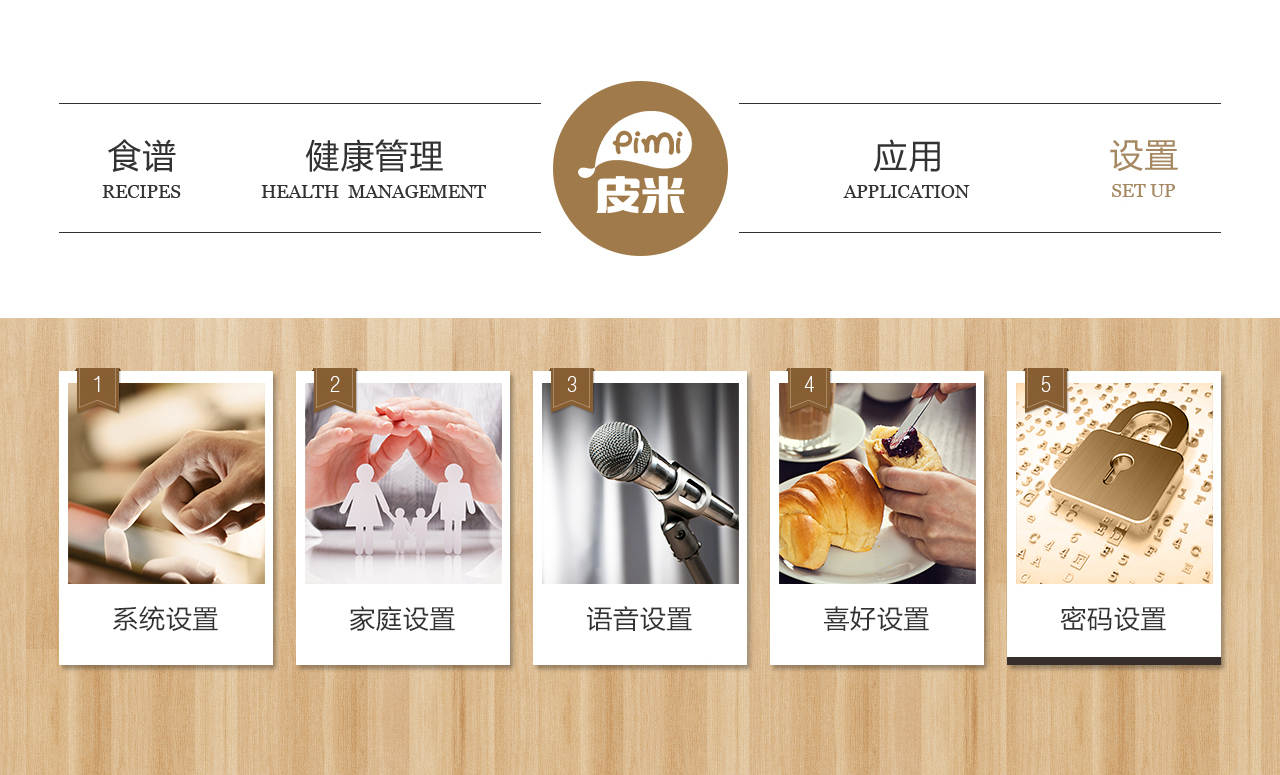 食谱
RECIPES
健康管理
HEALTH MANAGEMENT
Pimi
皮米
应用
APPLICATION
设置
SET UP
1
系统设置
2
家庭设置
3
语音设置
4
喜好设置
5
密码设置